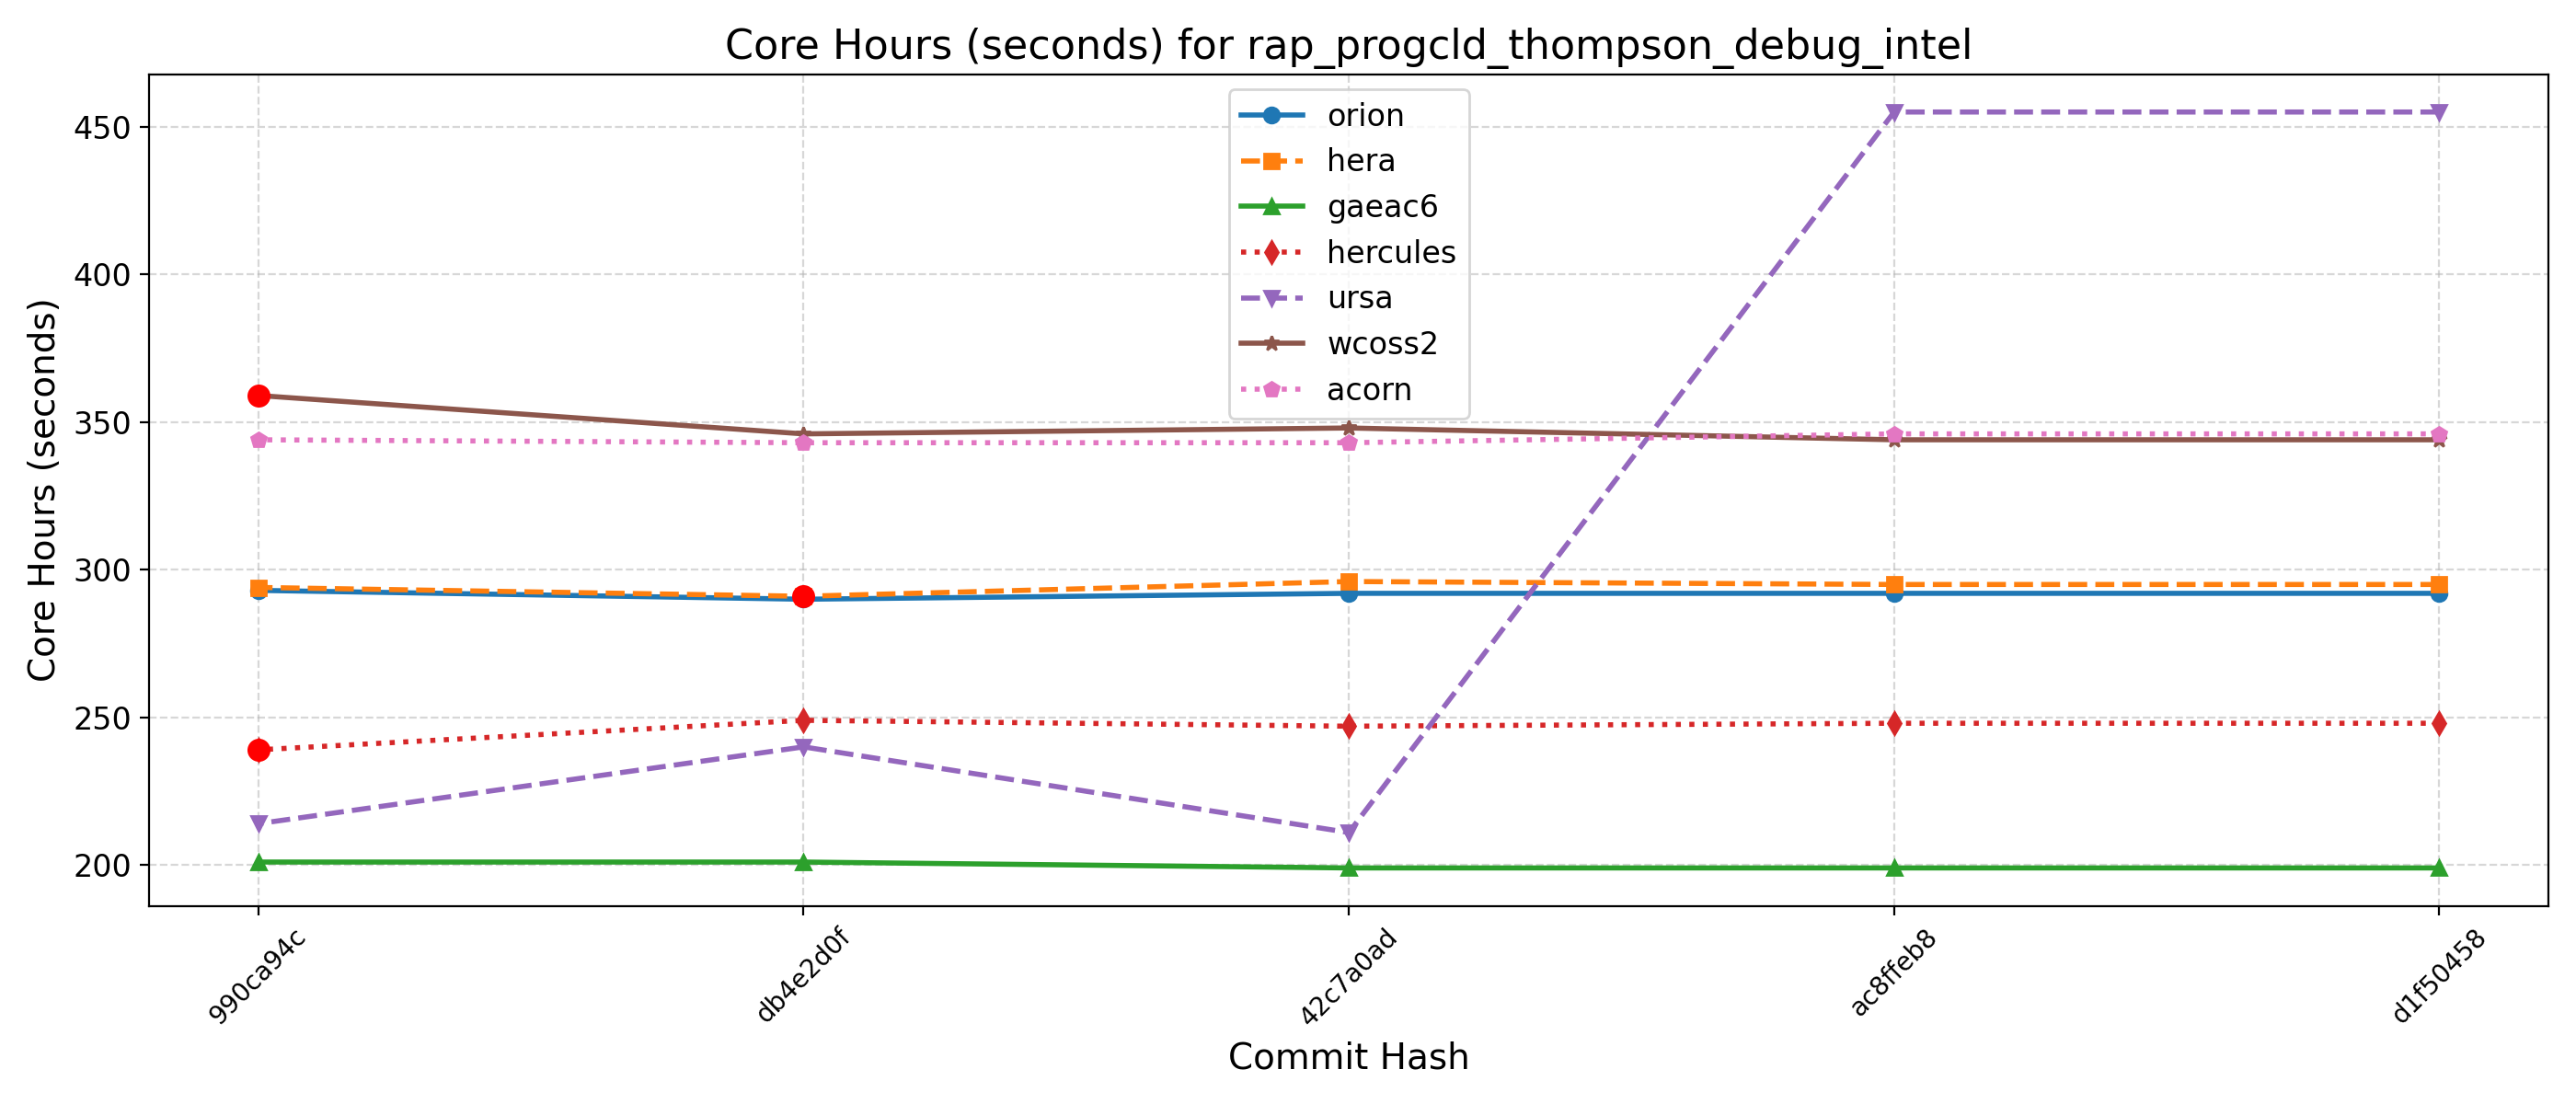 Core Hours (seconds) for rap_progcld_thompson_debug_intel
Core Hours (seconds)
450
400
350
300
250
200
orion
hera
gaeac6
hercules
ursa
wcoss2
acorn
990ca94c
db4e2d0f
42c7a0ad
ac8ffeb8
d1f50458
Commit Hash